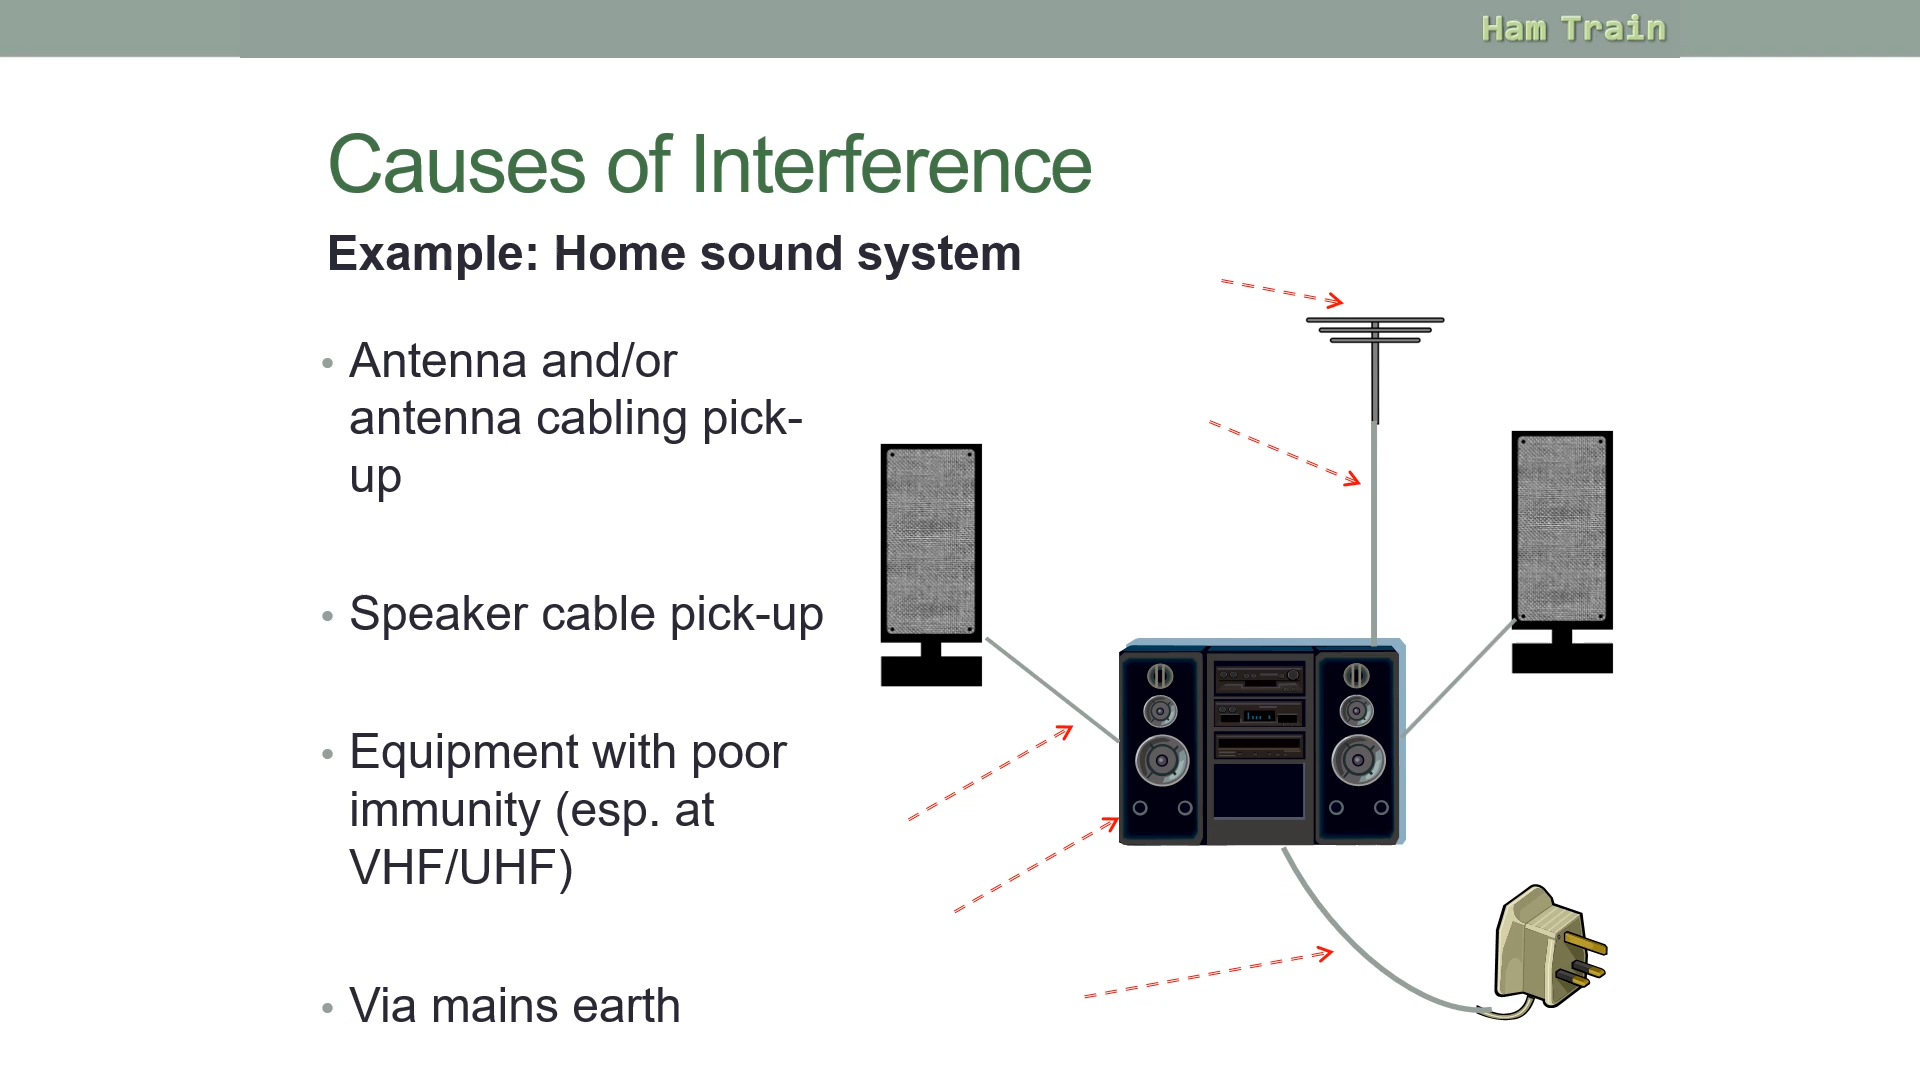 Ham Train
Causes of Interference
Example: Home sound system
• Antenna and/or
antenna cabling pick-
up
• Speaker cable pick-up
• Equipment with poor
immunity (esp. at
VHF/UHF)
• Via mains earth